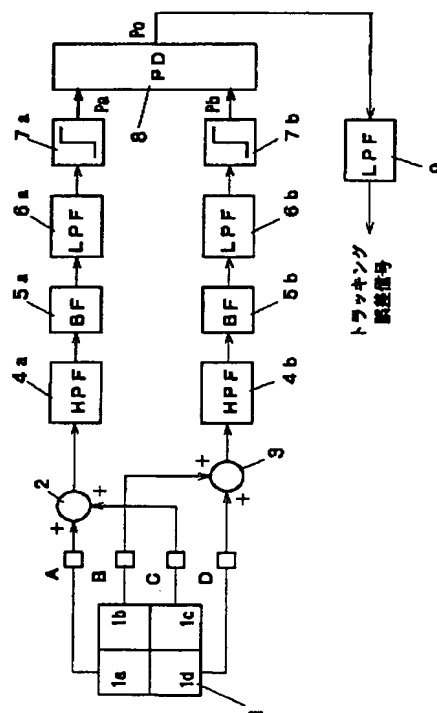 4a
5a
6a
7a
HPF
BF
LPF
Pa
PD
Po
8
2
+
+
A
B
C
D
1a
1b
1c
1d
1
+
+
3
4b
5b
6b
7b
HPF
BF
LPF
Pb
LPF
9
トラッキング
誤差信号